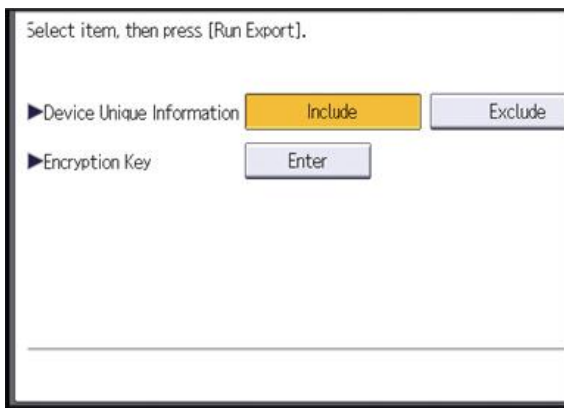 Select item, then press [Run Export].
►Device Unique Information Include Exclude
►Encryption Key Enter